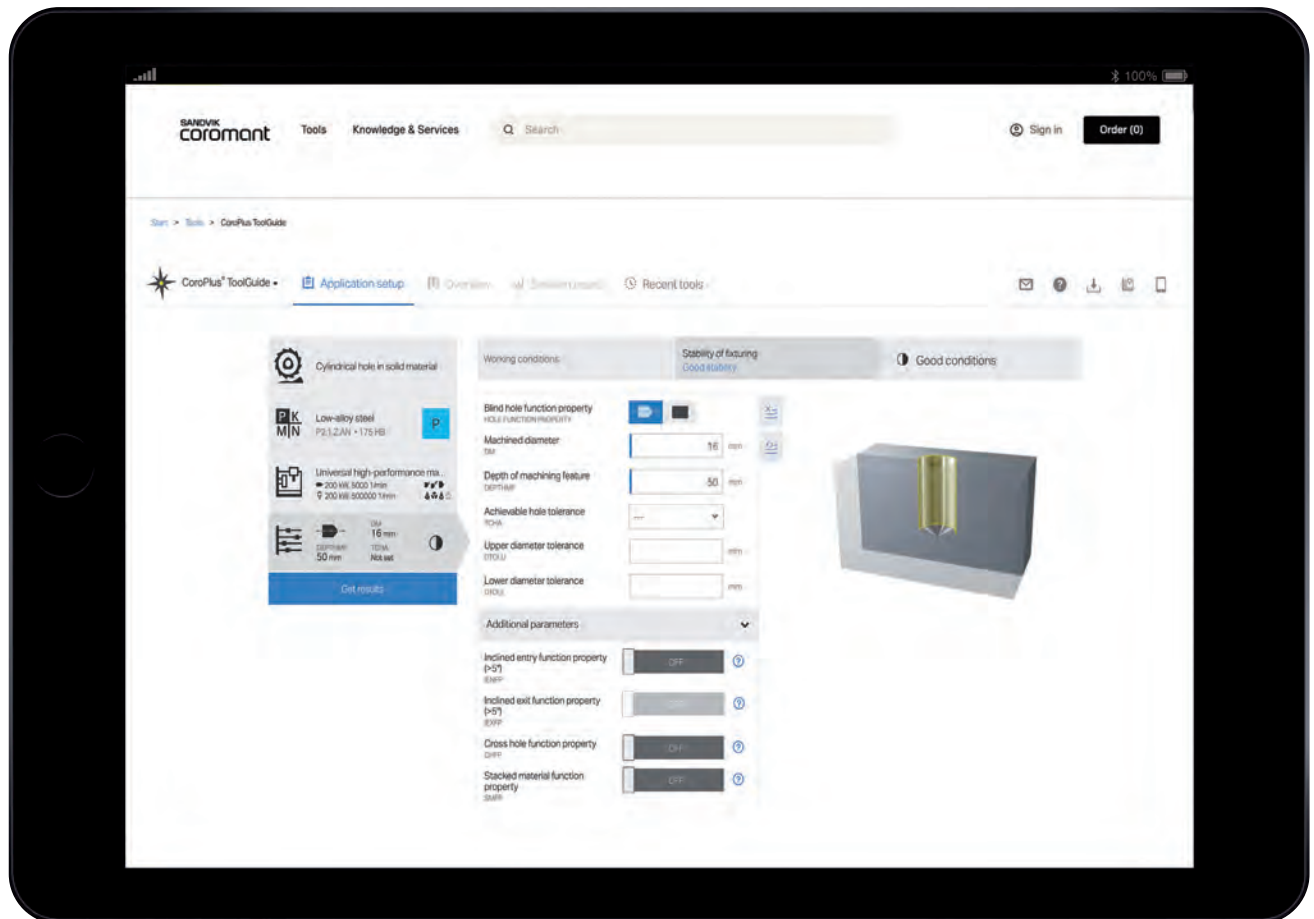 100%
SANDVIK
coromant
Tools
Knowledge & Services
Search
Sign in
Order (0)
Start > Tools > CoroPlus ToolGuide
CoroPlus® ToolGuide
Application setup
Overview
Recent tools
Cylindrical hole in solid material
Low-alloy steel
P2.1.Z.AN • 175 HB
P K
M N
P
Universal high-performance ma...
200 kW, 5000 1/min
200 kW, 500000 1/min
DM
16 mm
DEPTHMF
50 mm
TCHA
Not set
Get results
Working conditions
Stability of fixturing
Good stability
Good conditions
Blind hole function property
HOLE FUNCTION PROPERTY
Machined diameter
DM
16 mm
Depth of machining feature
DEPTHMF
50 mm
Achievable hole tolerance
TCHA
---
Upper diameter tolerance
DTOLU
mm
Lower diameter tolerance
DTOLL
mm
Additional parameters
Inclined entry function property
(>5°)
IENFP
OFF
Inclined exit function property
(>5°)
IEXFP
OFF
Cross hole function property
CHFP
OFF
Stacked material function
property
SMFP
OFF